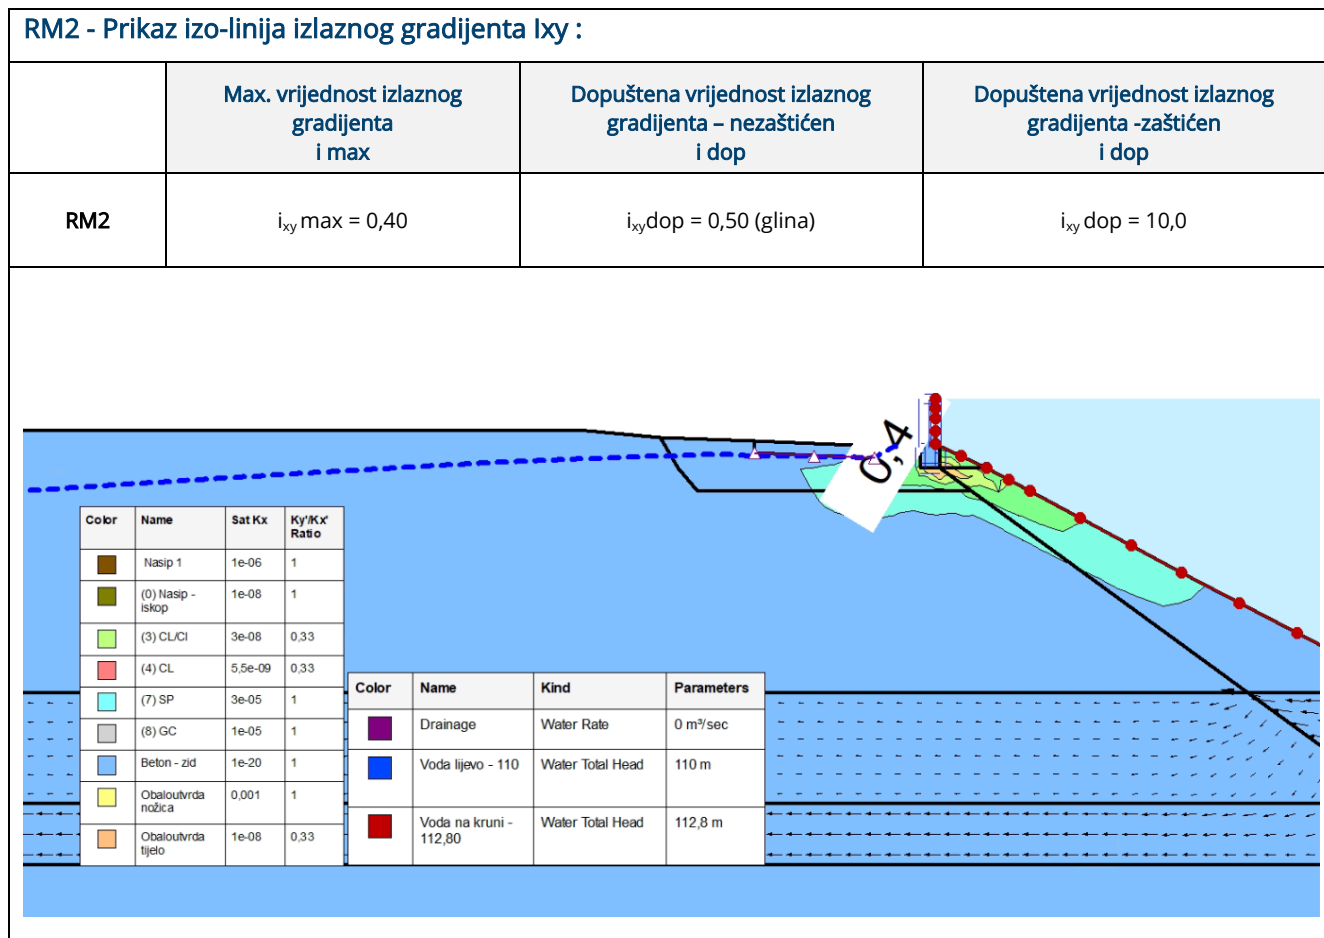 RM2 - Prikaz izo-linija izlaznog gradijenta Ixy :
Max. vrijednost izlaznog
gradijenta
i max
Dopuštena vrijednost izlaznog
gradijenta – nezaštićen
i dop
Dopuštena vrijednost izlaznog
gradijenta -zaštićen
i dop
RM2
ixy max = 0,40
ixydop = 0,50 (glina)
ixy dop = 10,0
0,4
Color Name Sat Kx Ky'/Kx'
Ratio
Nasip 1 1e-06 1
(0) Nasip - 1e-08 1
iskop
(3) CL/CI 3e-08 0,33
(4) CL 5,5e-09 0,33
(7) SP 3e-05 1
(8) GC 1e-05 1
Beton - zid 1e-20 1
Obaloutvrda 0,001 1
nožica
Obaloutvrda 1e-08 0,33
tijelo
Color Name Kind Parameters
Drainage Water Rate 0 m³/sec
Voda lijevo - 110 Water Total Head 110 m
Voda na kruni - Water Total Head 112,8 m
112,80